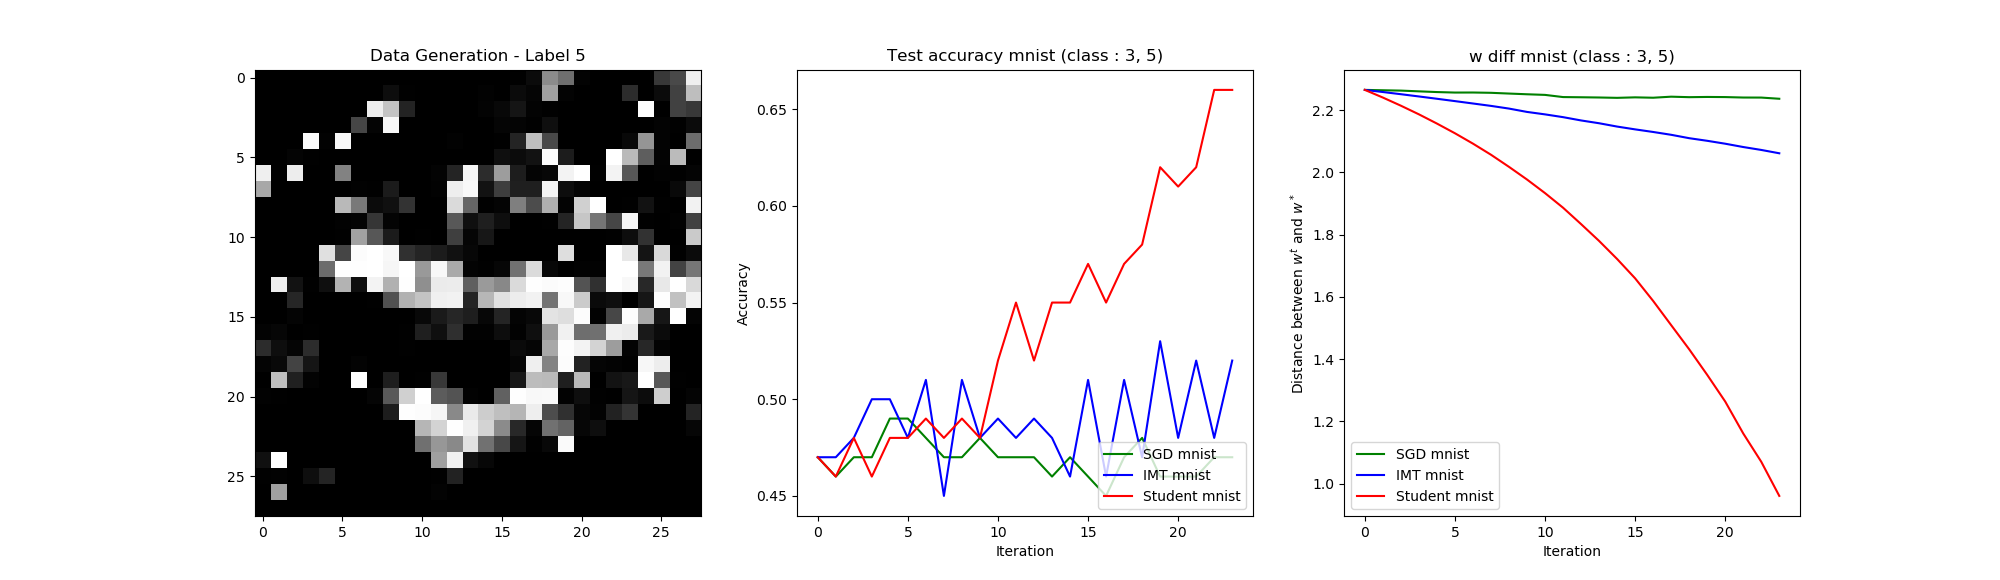 Data Generation - Label 5
0
5
10
15
20
25
0 5 10 15 20 25
Test accuracy mnist (class : 3, 5)
Accuracy
0.65
0.60
0.55
0.50
0.45
SGD mnist
IMT mnist
Student mnist
0 5 10 15 20
Iteration
w diff mnist (class : 3, 5)
Distance between w^t and w^*
2.2
2.0
1.8
1.6
1.4
1.2
1.0
SGD mnist
IMT mnist
Student mnist
0 5 10 15 20
Iteration